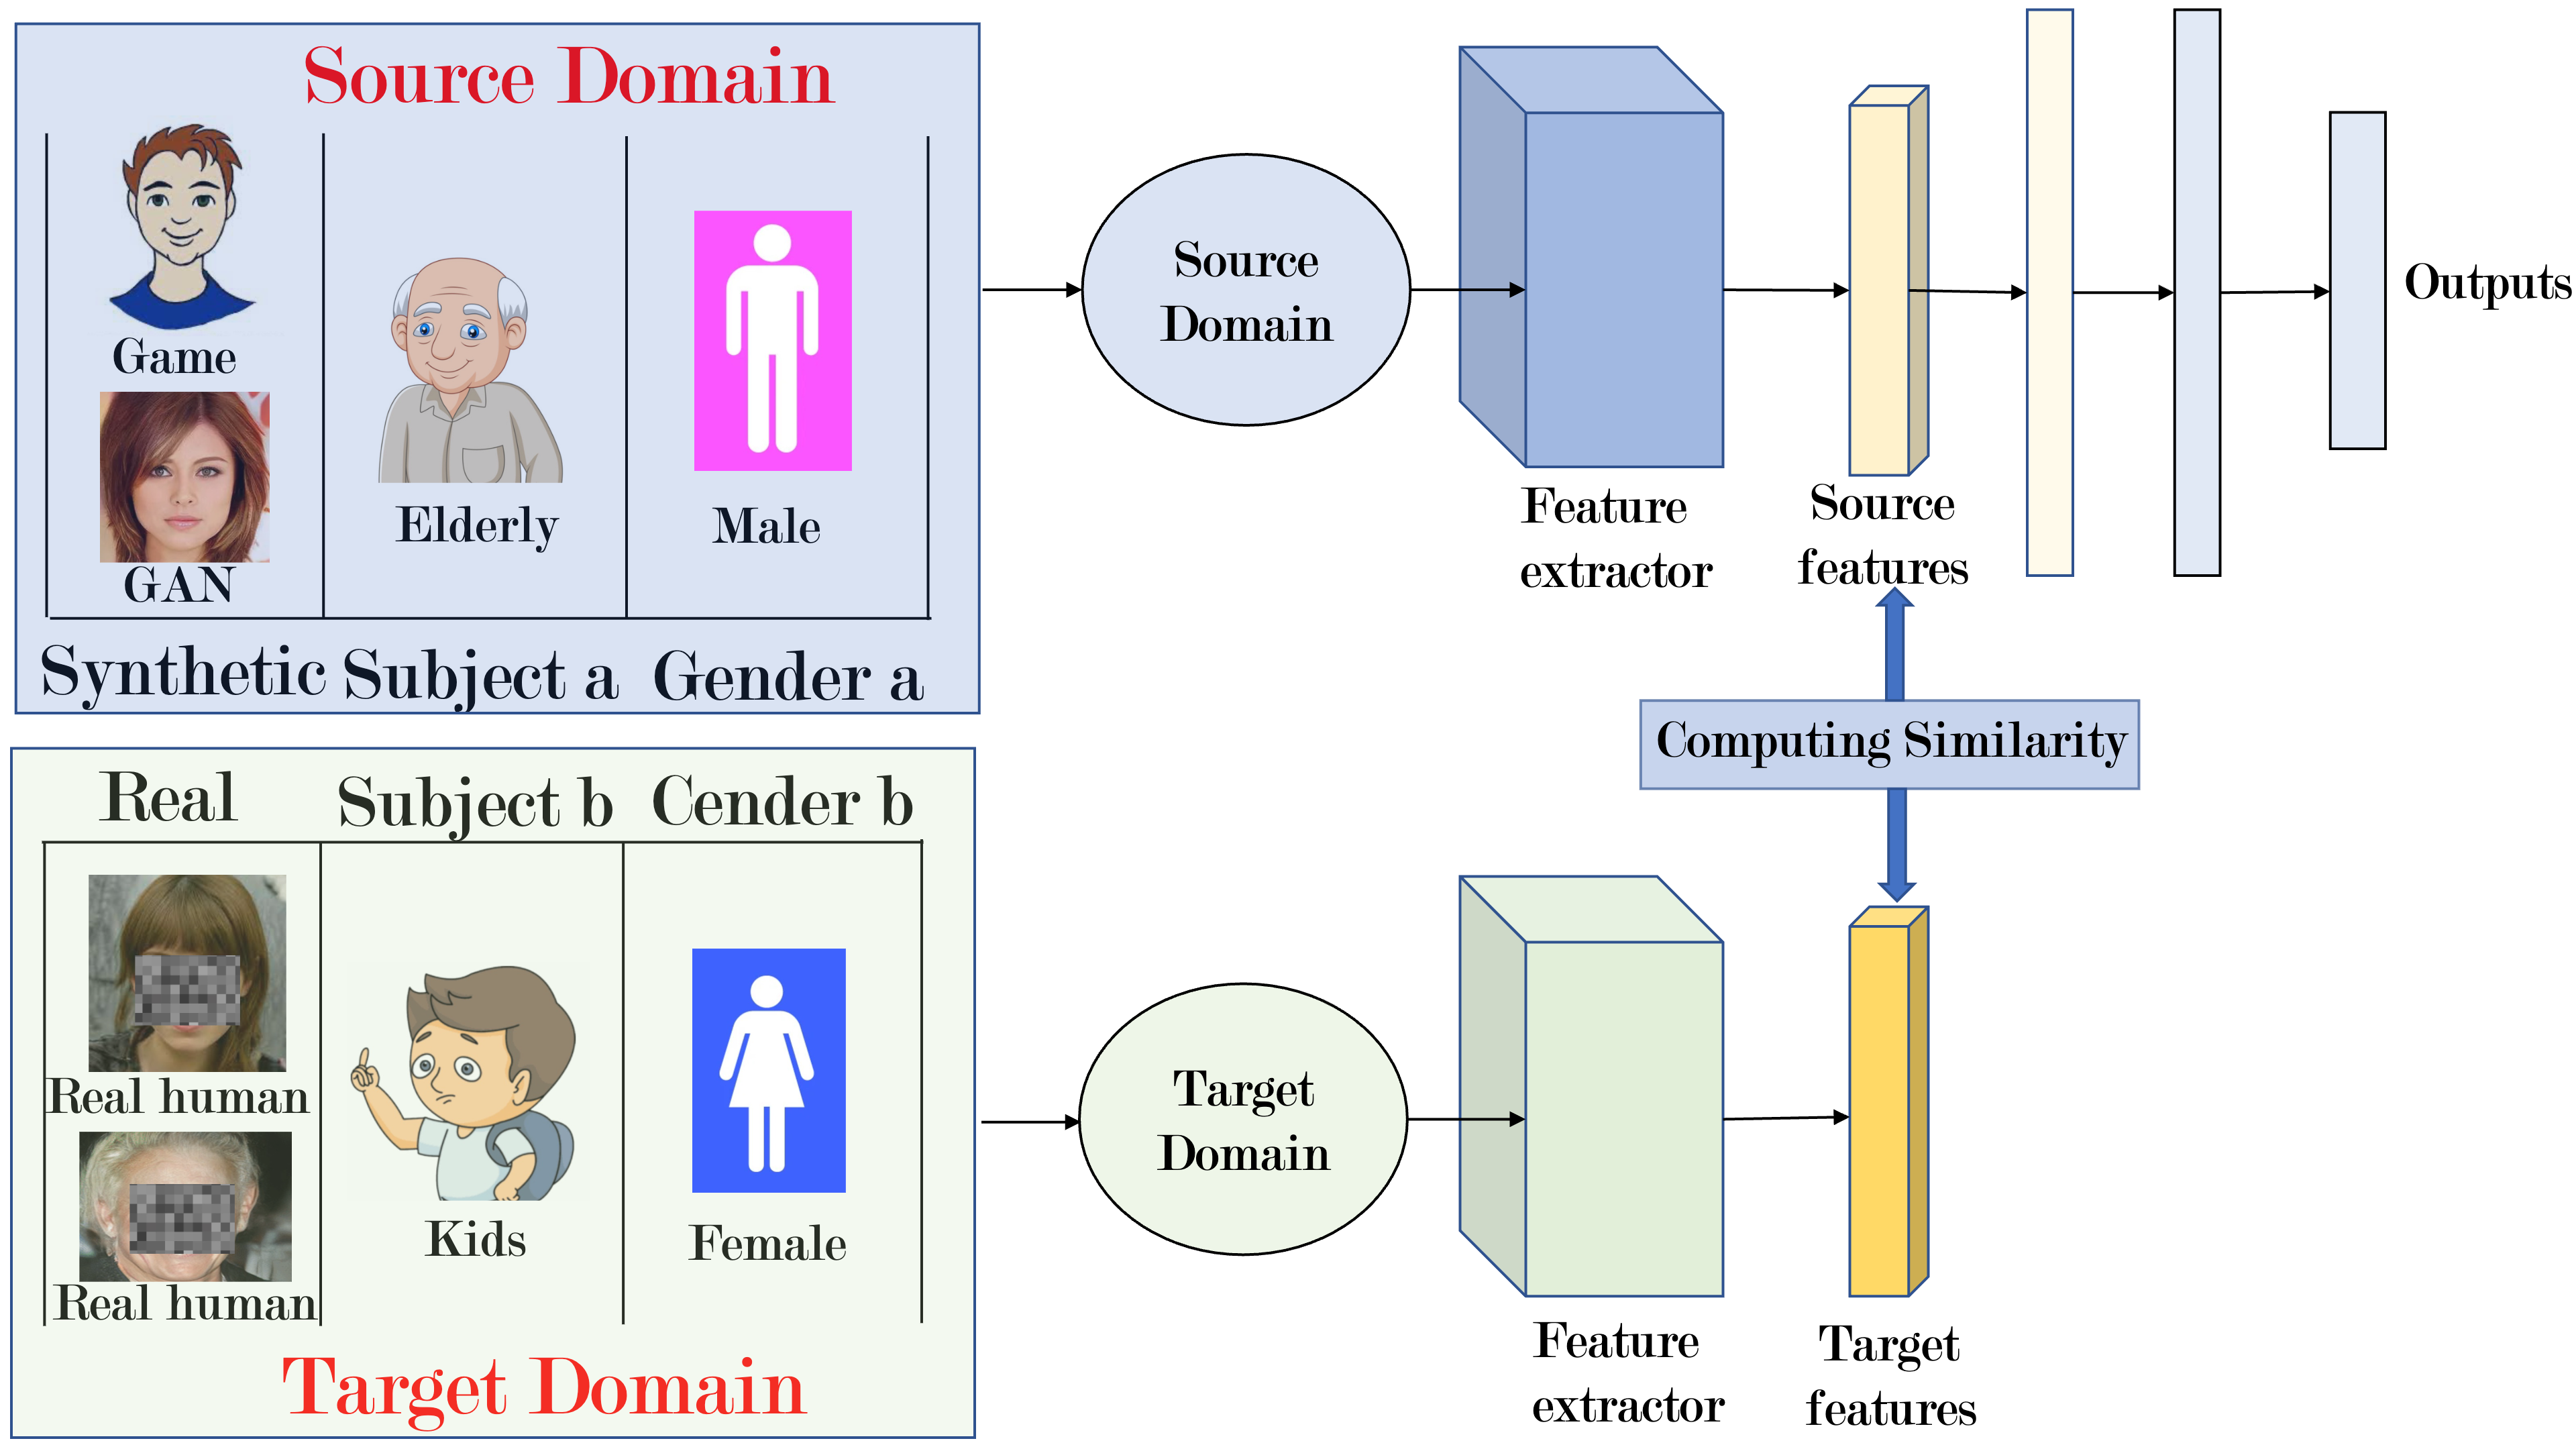 Source Domain
Game
GAN
Elderly
Male
Synthetic Subject a Gender a
Source
Domain
Feature
extractor
Source
features
Outputs
Computing Similarity
Real Subject b Cender b
Real human
Real human
Kids
Female
Target Domain
Target
Domain
Feature
extractor
Target
features